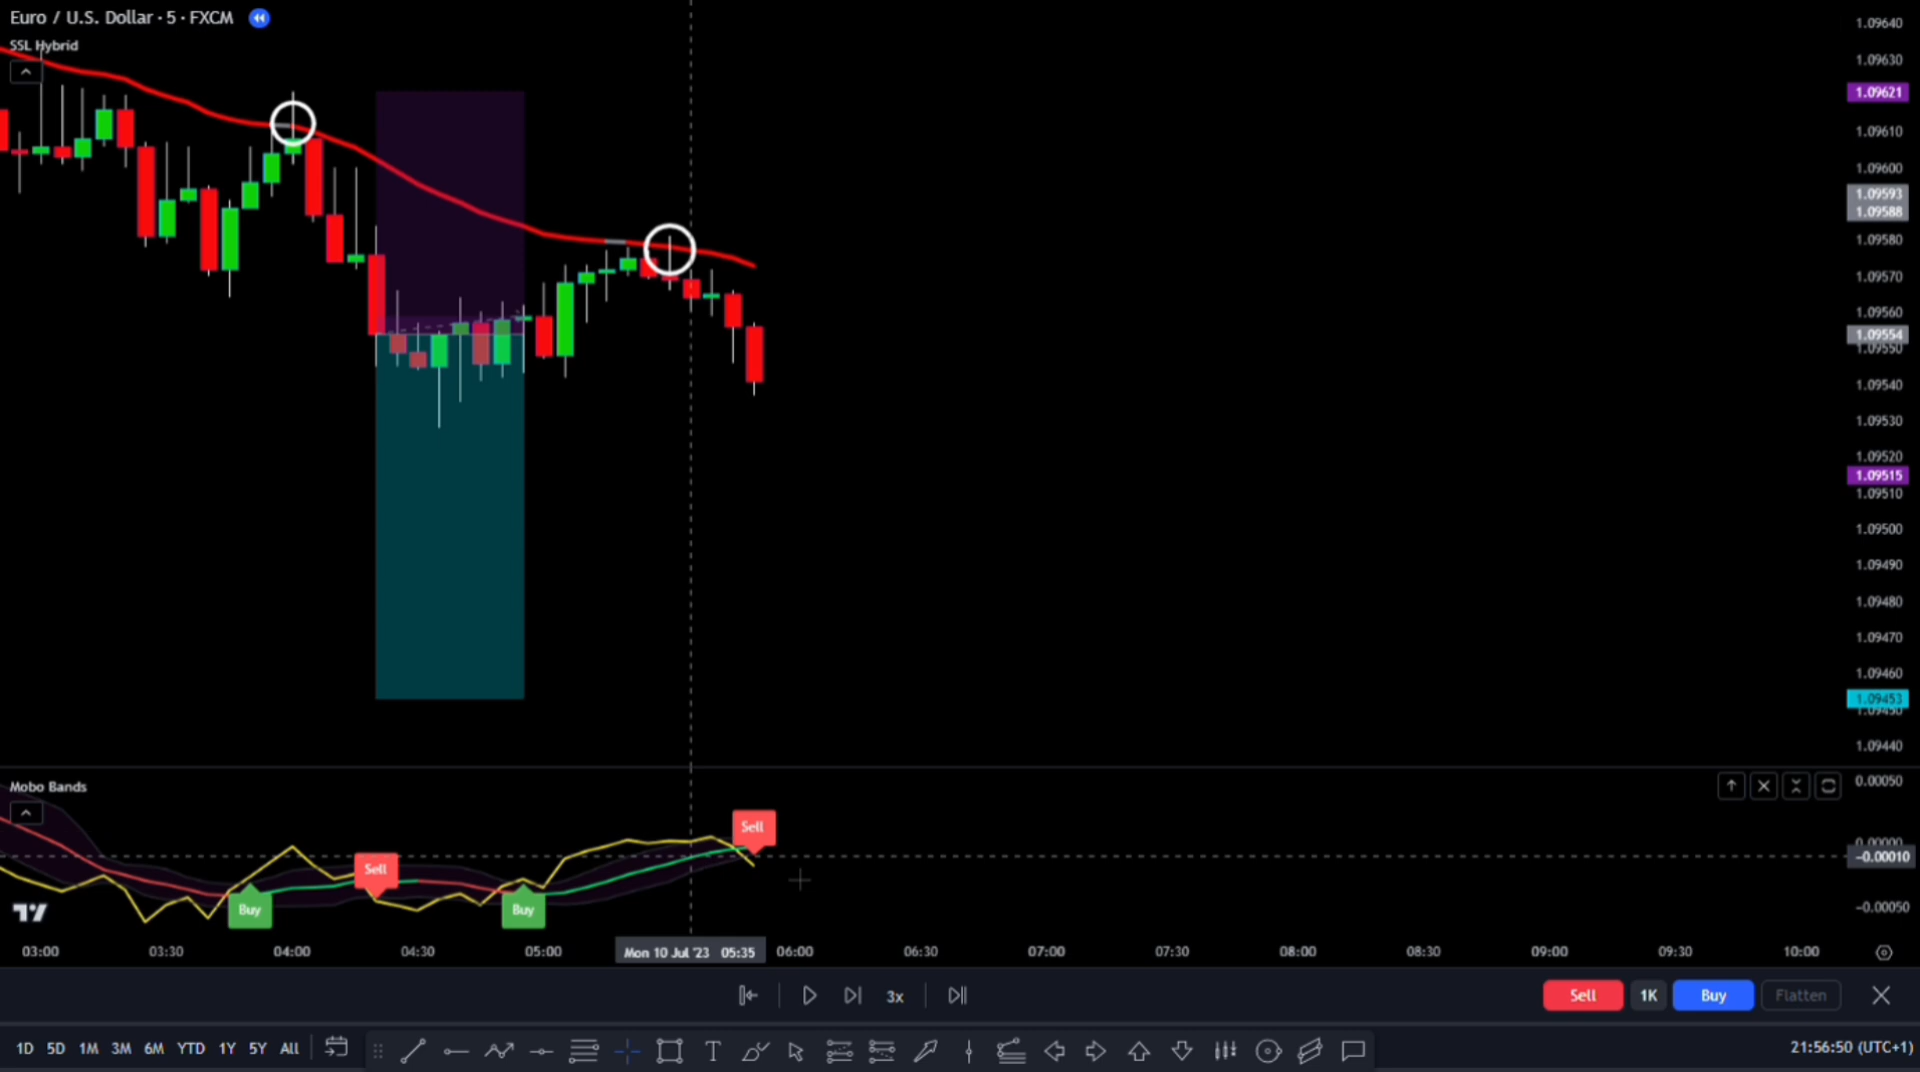 Euro / U.S. Dollar · 5 · FXCM
SSL Hybrid
1.09640
1.09630
1.09621
1.09610
1.09600
1.09593
1.09588
1.09580
1.09570
1.09560
1.09554
1.09550
1.09540
1.09530
1.09520
1.09515
1.09510
1.09500
1.09490
1.09480
1.09470
1.09460
1.09453
1.09450
1.09440
Mobo Bands
0.00050
0.00000
−0.00010
−0.00050
Sell
Sell
Buy
Buy
03:00 03:30 04:00 04:30 05:00 Mon 10 Jul '23 05:35 06:00 06:30 07:00 07:30 08:00 08:30 09:00 09:30 10:00
3x
Sell 1K Buy Flatten
1D 5D 1M 3M 6M YTD 1Y 5Y All
T
21:56:50 (UTC+1)